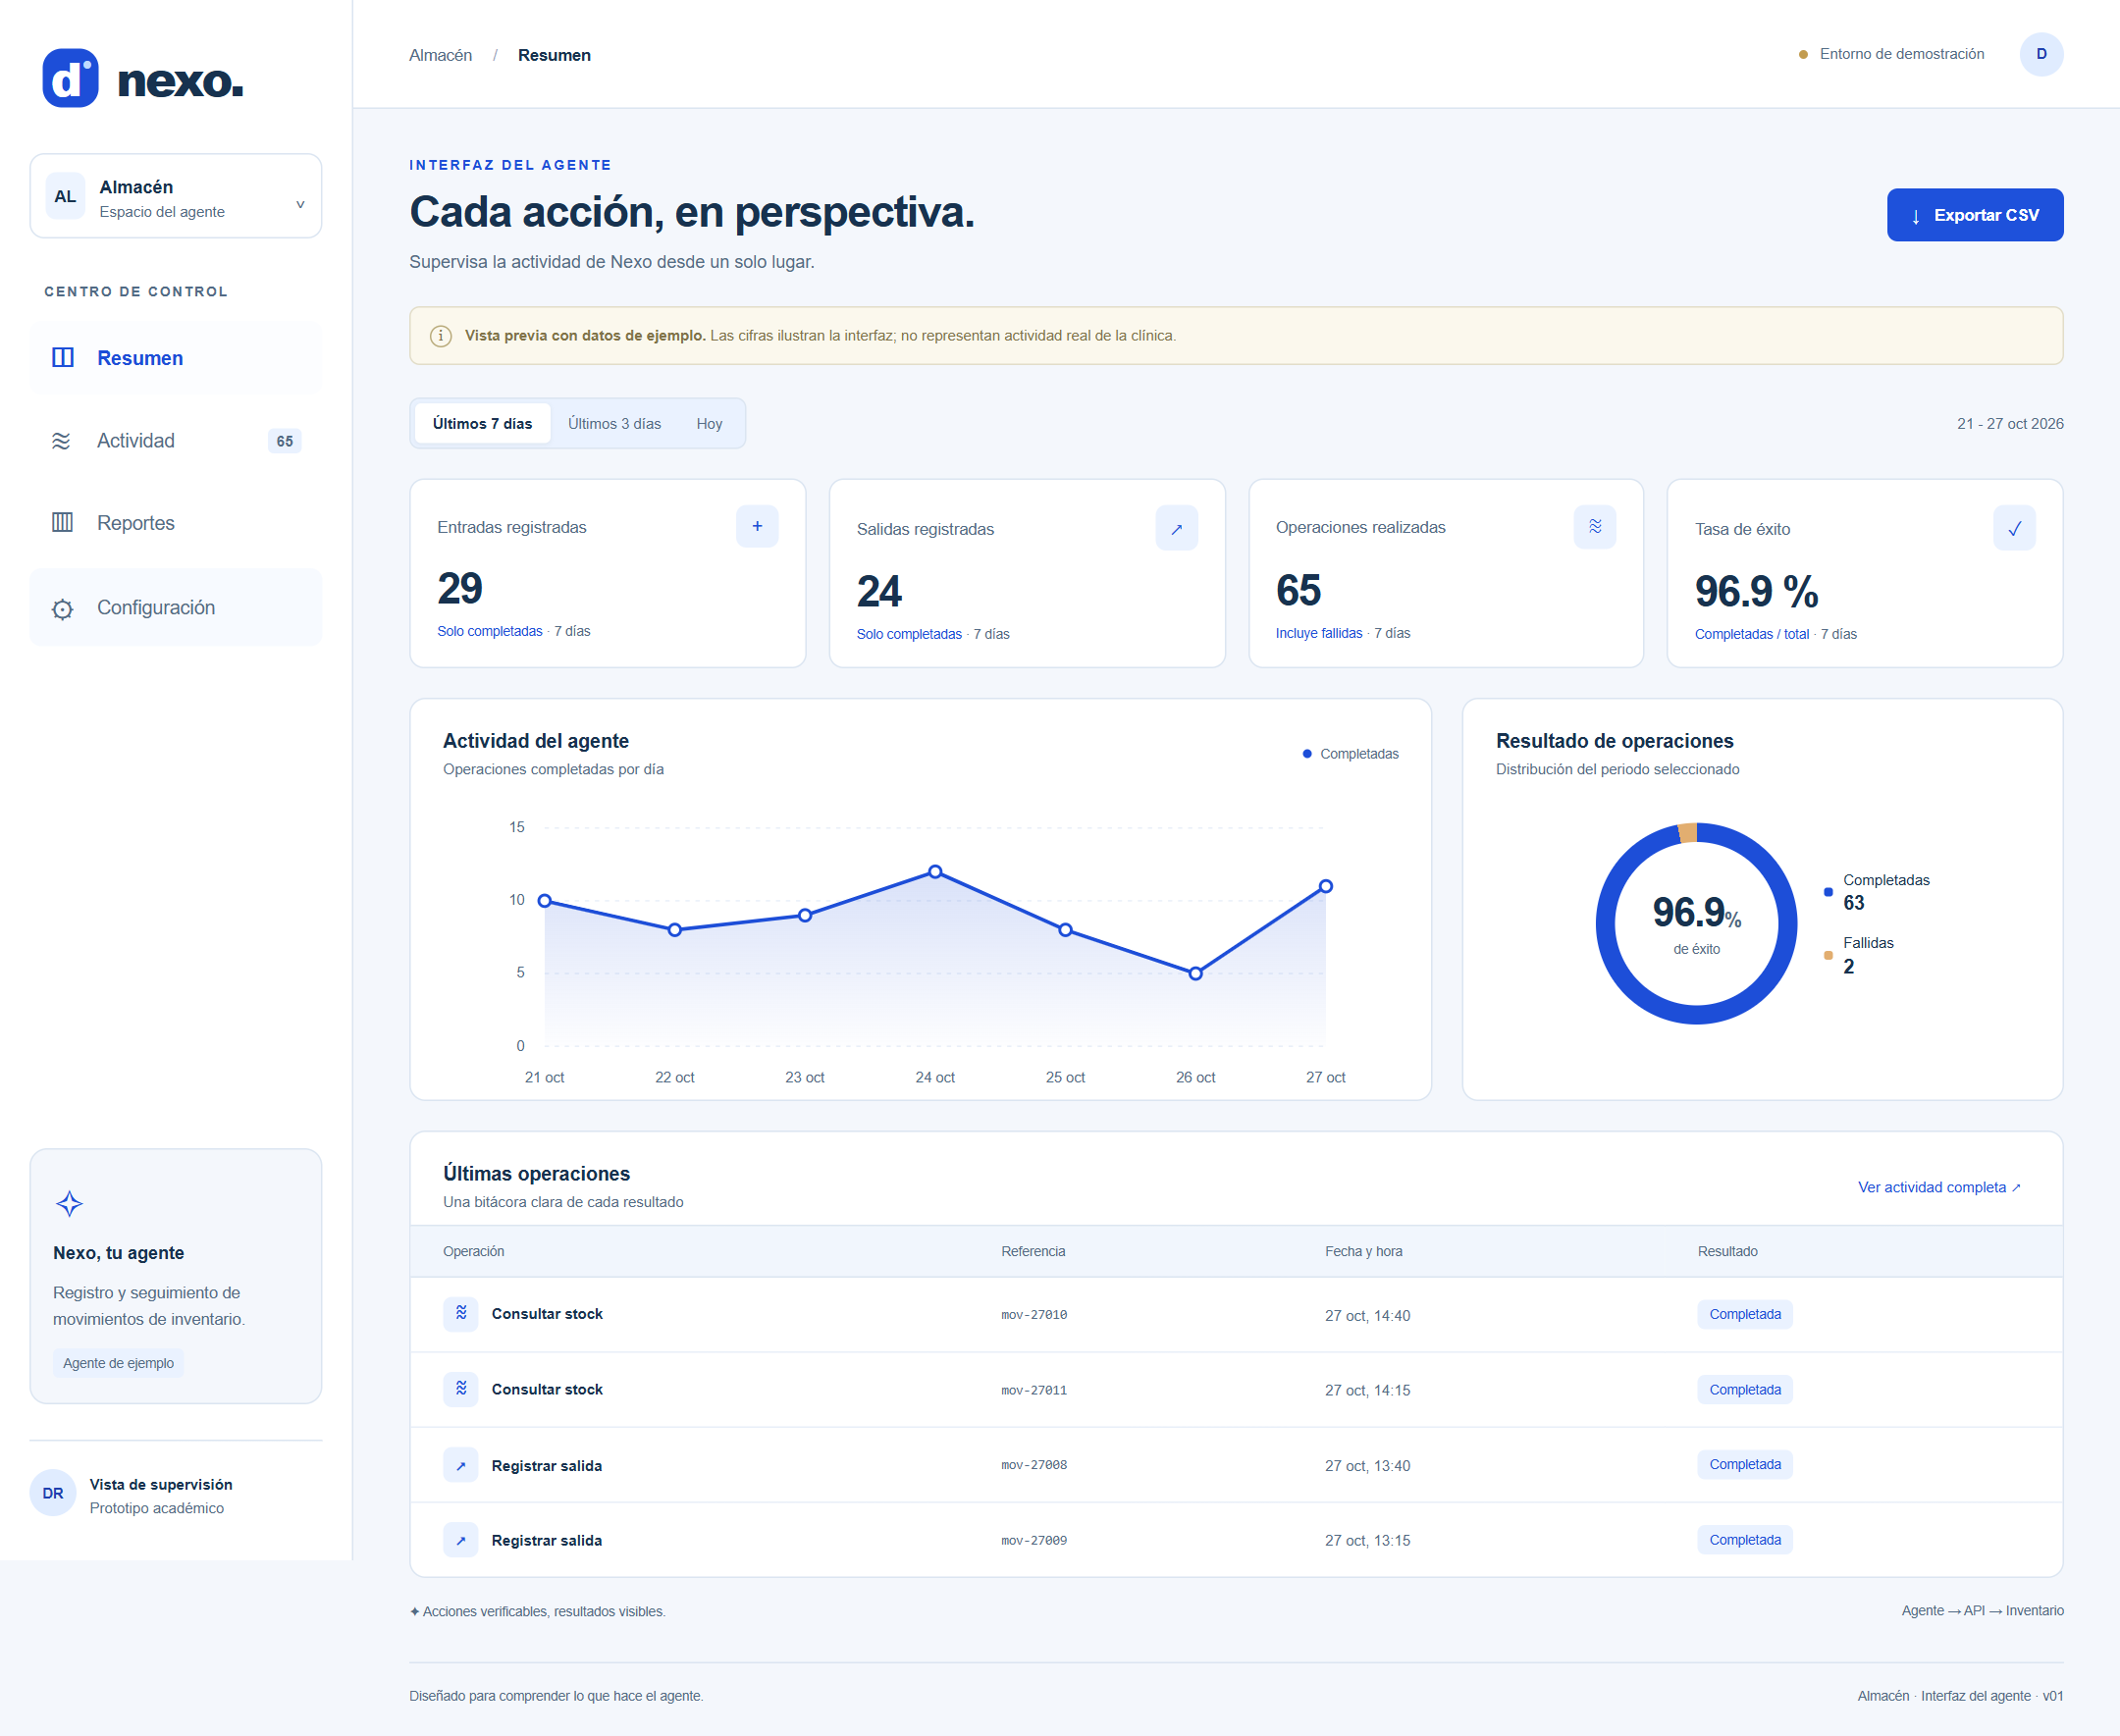 d nexo.
AL
Almacén
Espacio del agente
CENTRO DE CONTROL
Resumen
Actividad 65
Reportes
Configuración
Nexo, tu agente
Registro y seguimiento de
movimientos de inventario.
Agente de ejemplo
DR
Vista de supervisión
Prototipo académico
Almacén / Resumen
Entorno de demostración
D
INTERFAZ DEL AGENTE
Cada acción, en perspectiva.
Supervisa la actividad de Nexo desde un solo lugar.
↓ Exportar CSV
Vista previa con datos de ejemplo. Las cifras ilustran la interfaz; no representan actividad real de la clínica.
Últimos 7 días Últimos 3 días Hoy
21 - 27 oct 2026
Entradas registradas +
29
Solo completadas · 7 días
Salidas registradas ↗
24
Solo completadas · 7 días
Operaciones realizadas
65
Incluye fallidas · 7 días
Tasa de éxito ✓
96.9 %
Completadas / total · 7 días
Actividad del agente
Operaciones completadas por día
Completadas
15
10
5
0
21 oct 22 oct 23 oct 24 oct 25 oct 26 oct 27 oct
Resultado de operaciones
Distribución del periodo seleccionado
96.9%
de éxito
Completadas
63
Fallidas
2
Últimas operaciones
Una bitácora clara de cada resultado
Ver actividad completa ↗
Operación Referencia Fecha y hora Resultado
Consultar stock mov-27010 27 oct, 14:40 Completada
Consultar stock mov-27011 27 oct, 14:15 Completada
Registrar salida mov-27008 27 oct, 13:40 Completada
Registrar salida mov-27009 27 oct, 13:15 Completada
✦ Acciones verificables, resultados visibles.
Agente → API → Inventario
Diseñado para comprender lo que hace el agente.
Almacén · Interfaz del agente · v01